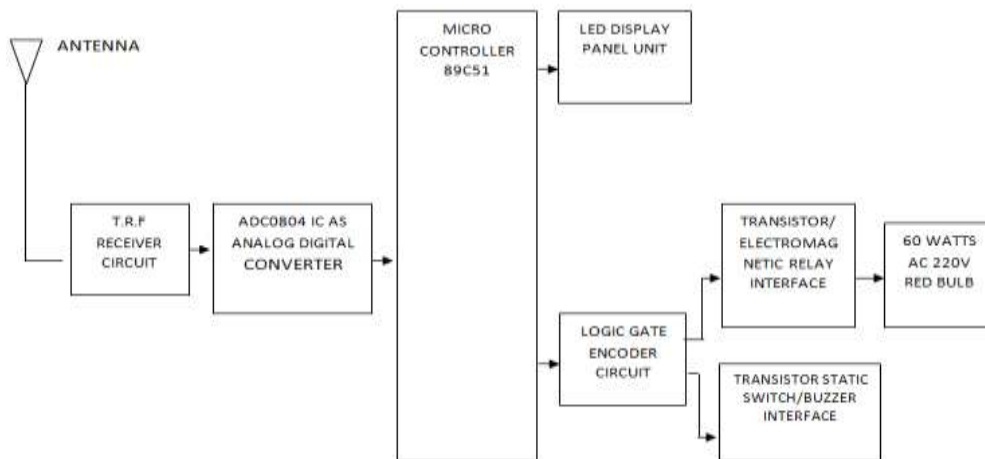 ANTENNA
MICRO
CONTROLLER
89C51
LED DISPLAY
PANEL UNIT
T.R.F
RECEIVER
CIRCUIT
ADC0804 IC AS
ANALOG DIGITAL
CONVERTER
TRANSISTOR/
ELECTROMAG
NETIC RELAY
INTERFACE
60 WATTS
AC 220V
RED BULB
LOGIC GATE
ENCODER
CIRCUIT
TRANSISTOR STATIC
SWITCH/BUZZER
INTERFACE